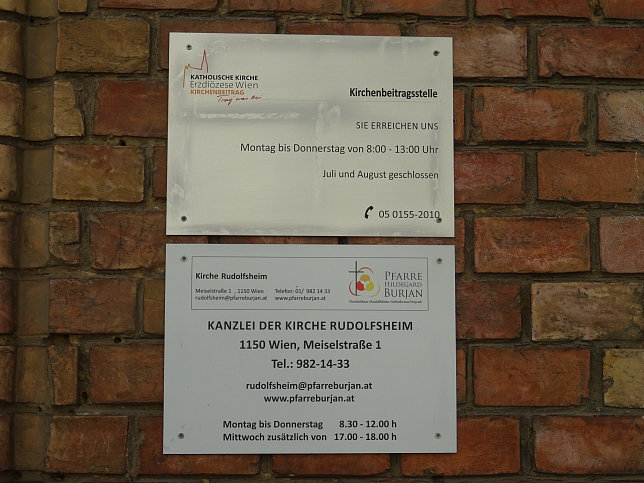 KATHOLISCHE KIRCHE
Erzdiözese Wien
KIRCHENBEITRAG
Kirchenbeitragsstelle
SIE ERREICHEN UNS
Montag bis Donnerstag von 8:00 - 13:00 Uhr
Juli und August geschlossen
05 0155-2010
Kirche Rudolfsheim
Meiselstraße 1 , 1150 Wien Telefon: 01/ 982 14 33
rudolfsheim@pfarreburjan.at www.pfarreburjan.at
PFARRE
HILDEGARD
BURJAN
KANZLEI DER KIRCHE RUDOLFSHEIM
1150 Wien, Meiselstraße 1
Tel.: 982-14-33
rudolfsheim@pfarreburjan.at
www.pfarreburjan.at
Montag bis Donnerstag 8.30 - 12.00 h
Mittwoch zusätzlich von 17.00 - 18.00 h